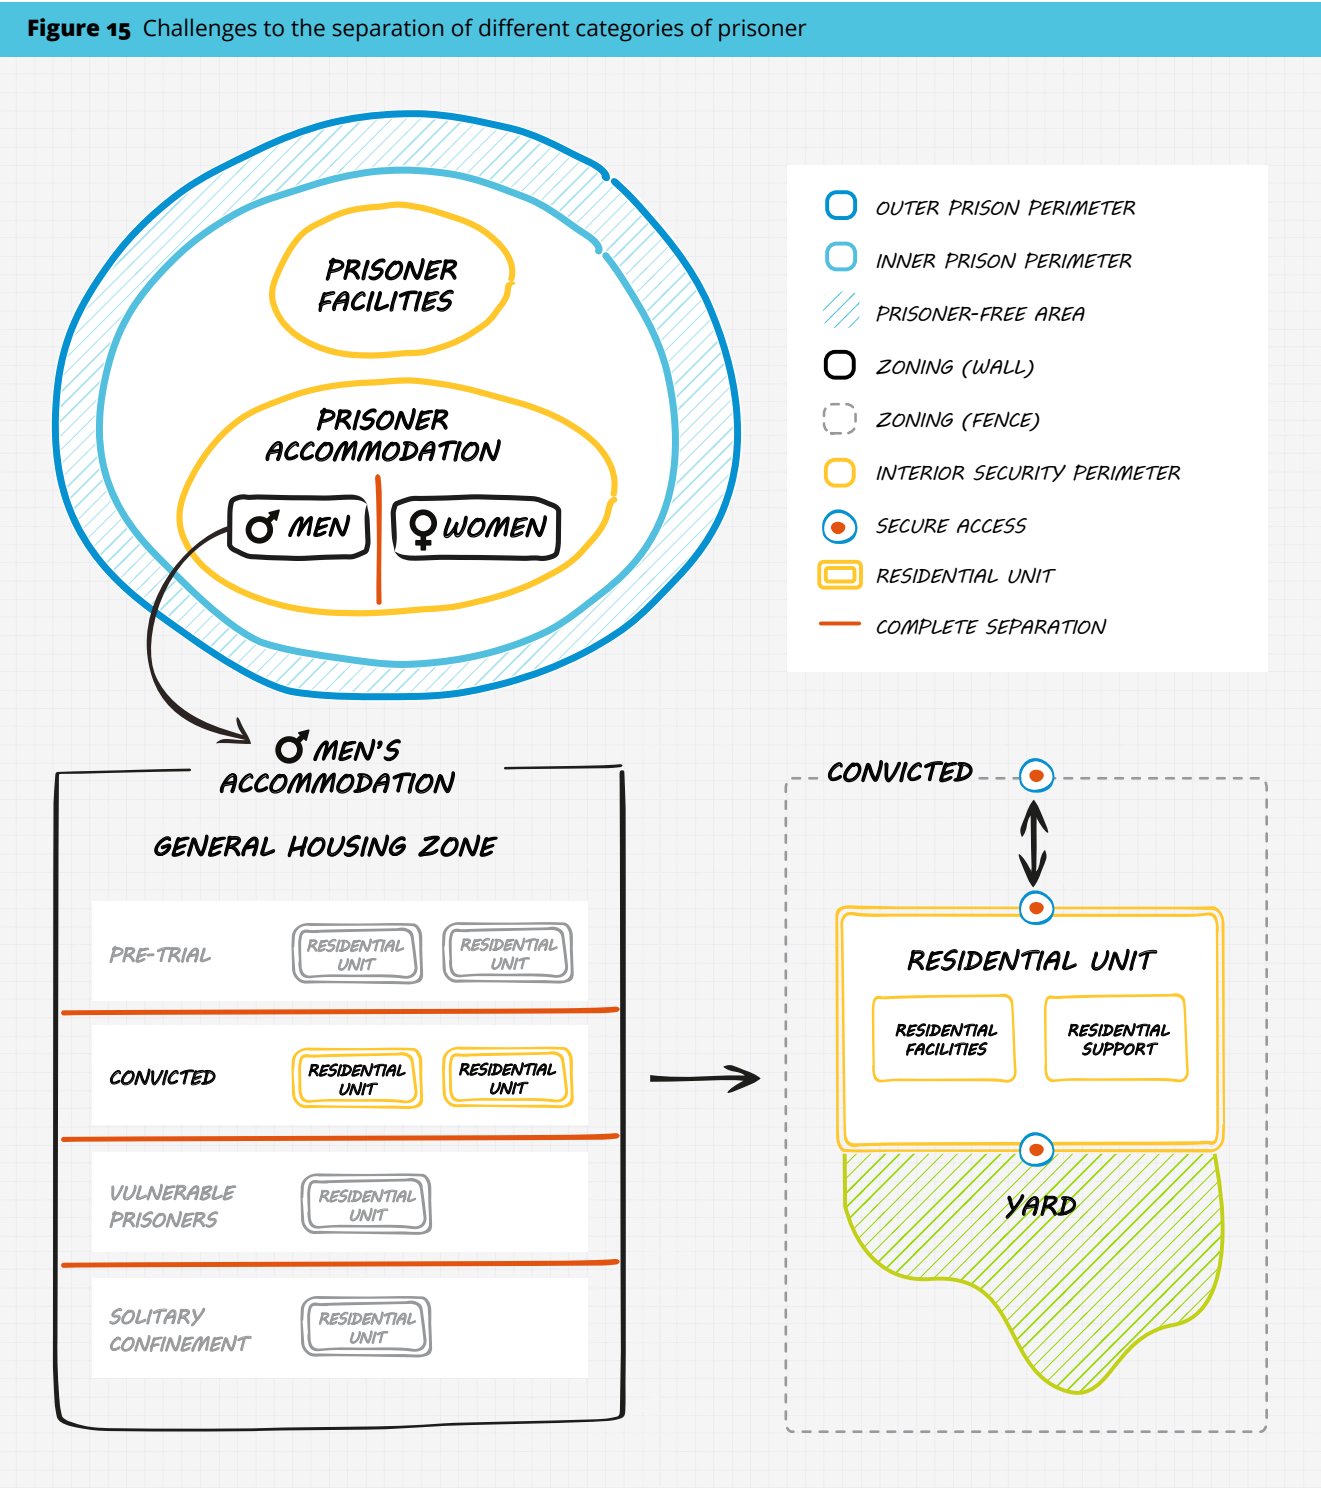 Figure 15 Challenges to the separation of different categories of prisoner
PRISONER
FACILITIES
PRISONER
ACCOMMODATION
MEN
WOMEN
OUTER PRISON PERIMETER
INNER PRISON PERIMETER
PRISONER-FREE AREA
ZONING (WALL)
ZONING (FENCE)
INTERIOR SECURITY PERIMETER
SECURE ACCESS
RESIDENTIAL UNIT
COMPLETE SEPARATION
MEN'S
ACCOMMODATION
GENERAL HOUSING ZONE
PRE-TRIAL
RESIDENTIAL
UNIT
RESIDENTIAL
UNIT
CONVICTED
RESIDENTIAL
UNIT
RESIDENTIAL
UNIT
VULNERABLE
PRISONERS
RESIDENTIAL
UNIT
SOLITARY
CONFINEMENT
RESIDENTIAL
UNIT
CONVICTED
RESIDENTIAL UNIT
RESIDENTIAL
FACILITIES
RESIDENTIAL
SUPPORT
YARD